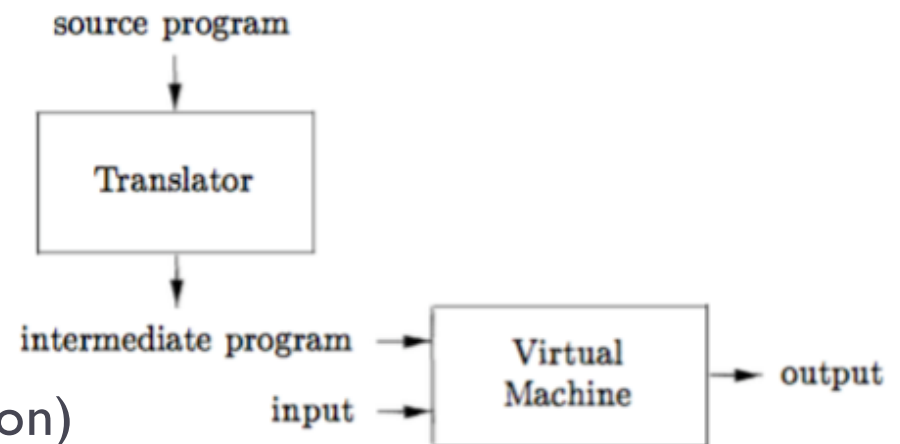 source program
Translator
intermediate program
Virtual
Machine
output
input
on)